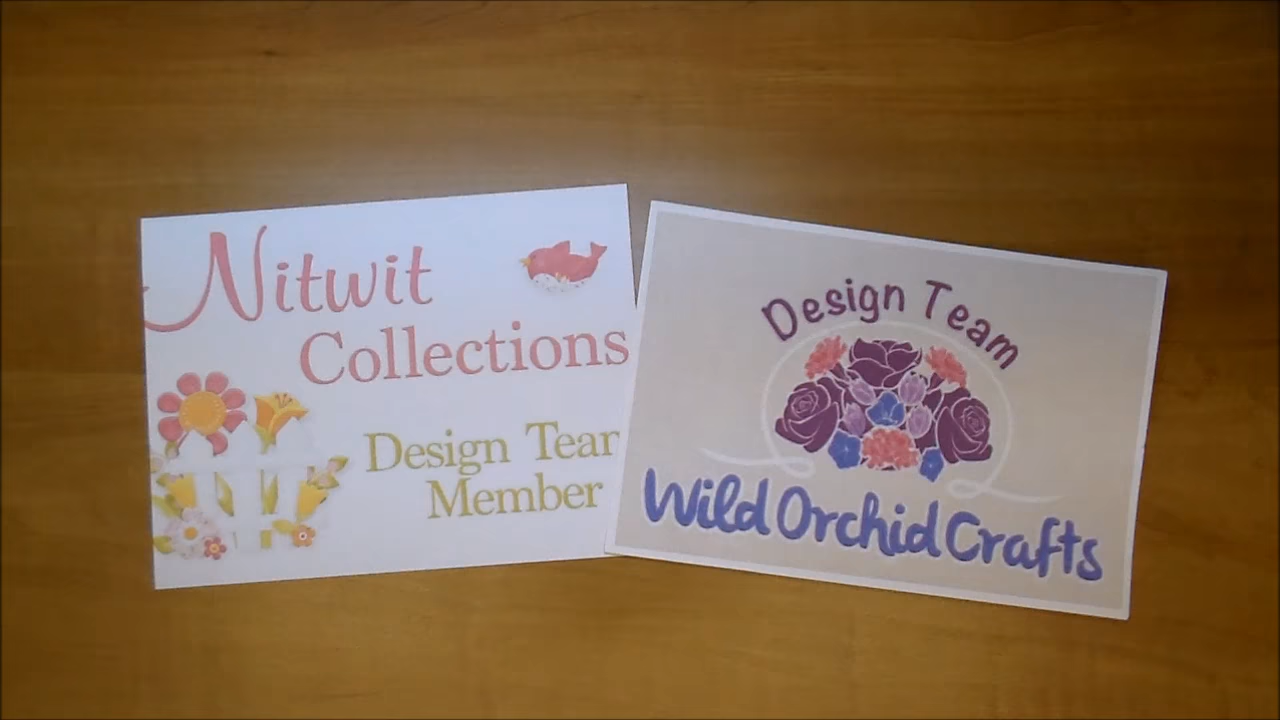 Nitwit
Collections
Design Tear
Member
Design Team
Wild Orchid Crafts